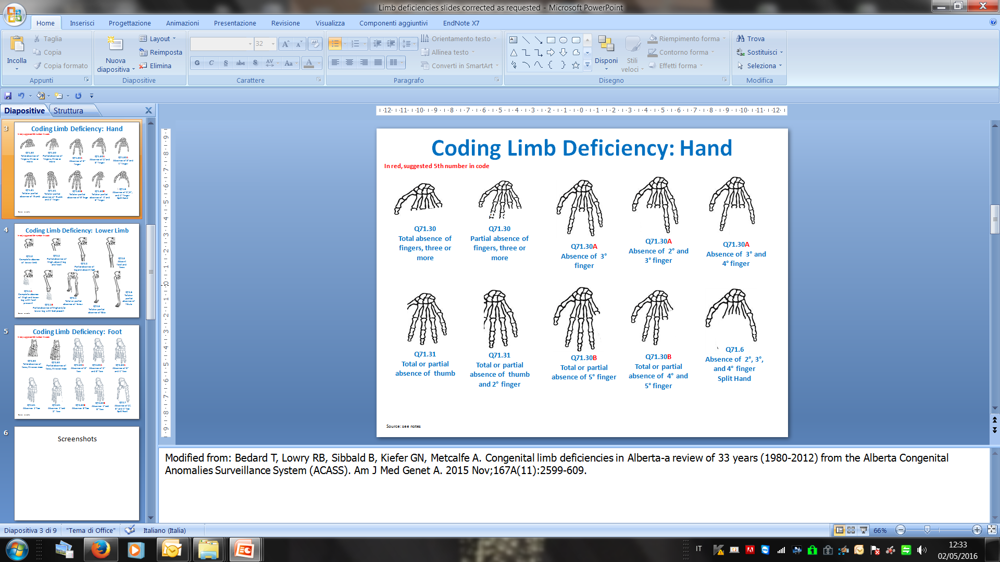 Limb deficiencies slides corrected as requested - Microsoft PowerPoint
Home Inserisci Progettazione Animazioni Presentazione Revisione Visualizza Componenti aggiuntivi EndNote X7
Incolla
Taglia
Copia
Copia formato
Appunti
Nuova diapositiva
Layout
Reimposta
Elimina
Diapositive
32
Carattere
Orientamento testo
Allinea testo
Converti in SmartArt
Paragrafo
Disponi
Stili veloci
Riempimento forma
Contorno forma
Effetti forma
Disegno
Trova
Sostituisci
Seleziona
Modifica
Diapositive Struttura
3
Coding Limb Deficiency: Hand
4
Coding Limb Deficiency: Lower Limb
5
Coding Limb Deficiency: Foot
6
Screenshots
Coding Limb Deficiency: Hand
In red, suggested 5th number in code
Q71.30
Total absence of
fingers, three or
more
Q71.30
Partial absence of
fingers, three or
more
Q71.30A
Absence of 3°
finger
Q71.30A
Absence of 2° and
3° finger
Q71.30A
Absence of 3° and
4° finger
Q71.31
Total or partial
absence of thumb
Q71.31
Total or partial
absence of thumb
and 2° finger
Q71.30B
Total or partial
absence of 5° finger
Q71.30B
Total or partial
absence of 4° and
5° finger
Q71.6
Absence of 2°, 3°,
and 4° finger
Split Hand
Source: see notes
Modified from: Bedard T, Lowry RB, Sibbald B, Kiefer GN, Metcalfe A. Congenital limb deficiencies in Alberta-a review of 33 years (1980-2012) from the Alberta Congenital
Anomalies Surveillance System (ACASS). Am J Med Genet A. 2015 Nov;167A(11):2599-609.
Diapositiva 3 di 9 "Tema di Office" Italiano (Italia) 66%
IT
12:33
02/05/2016